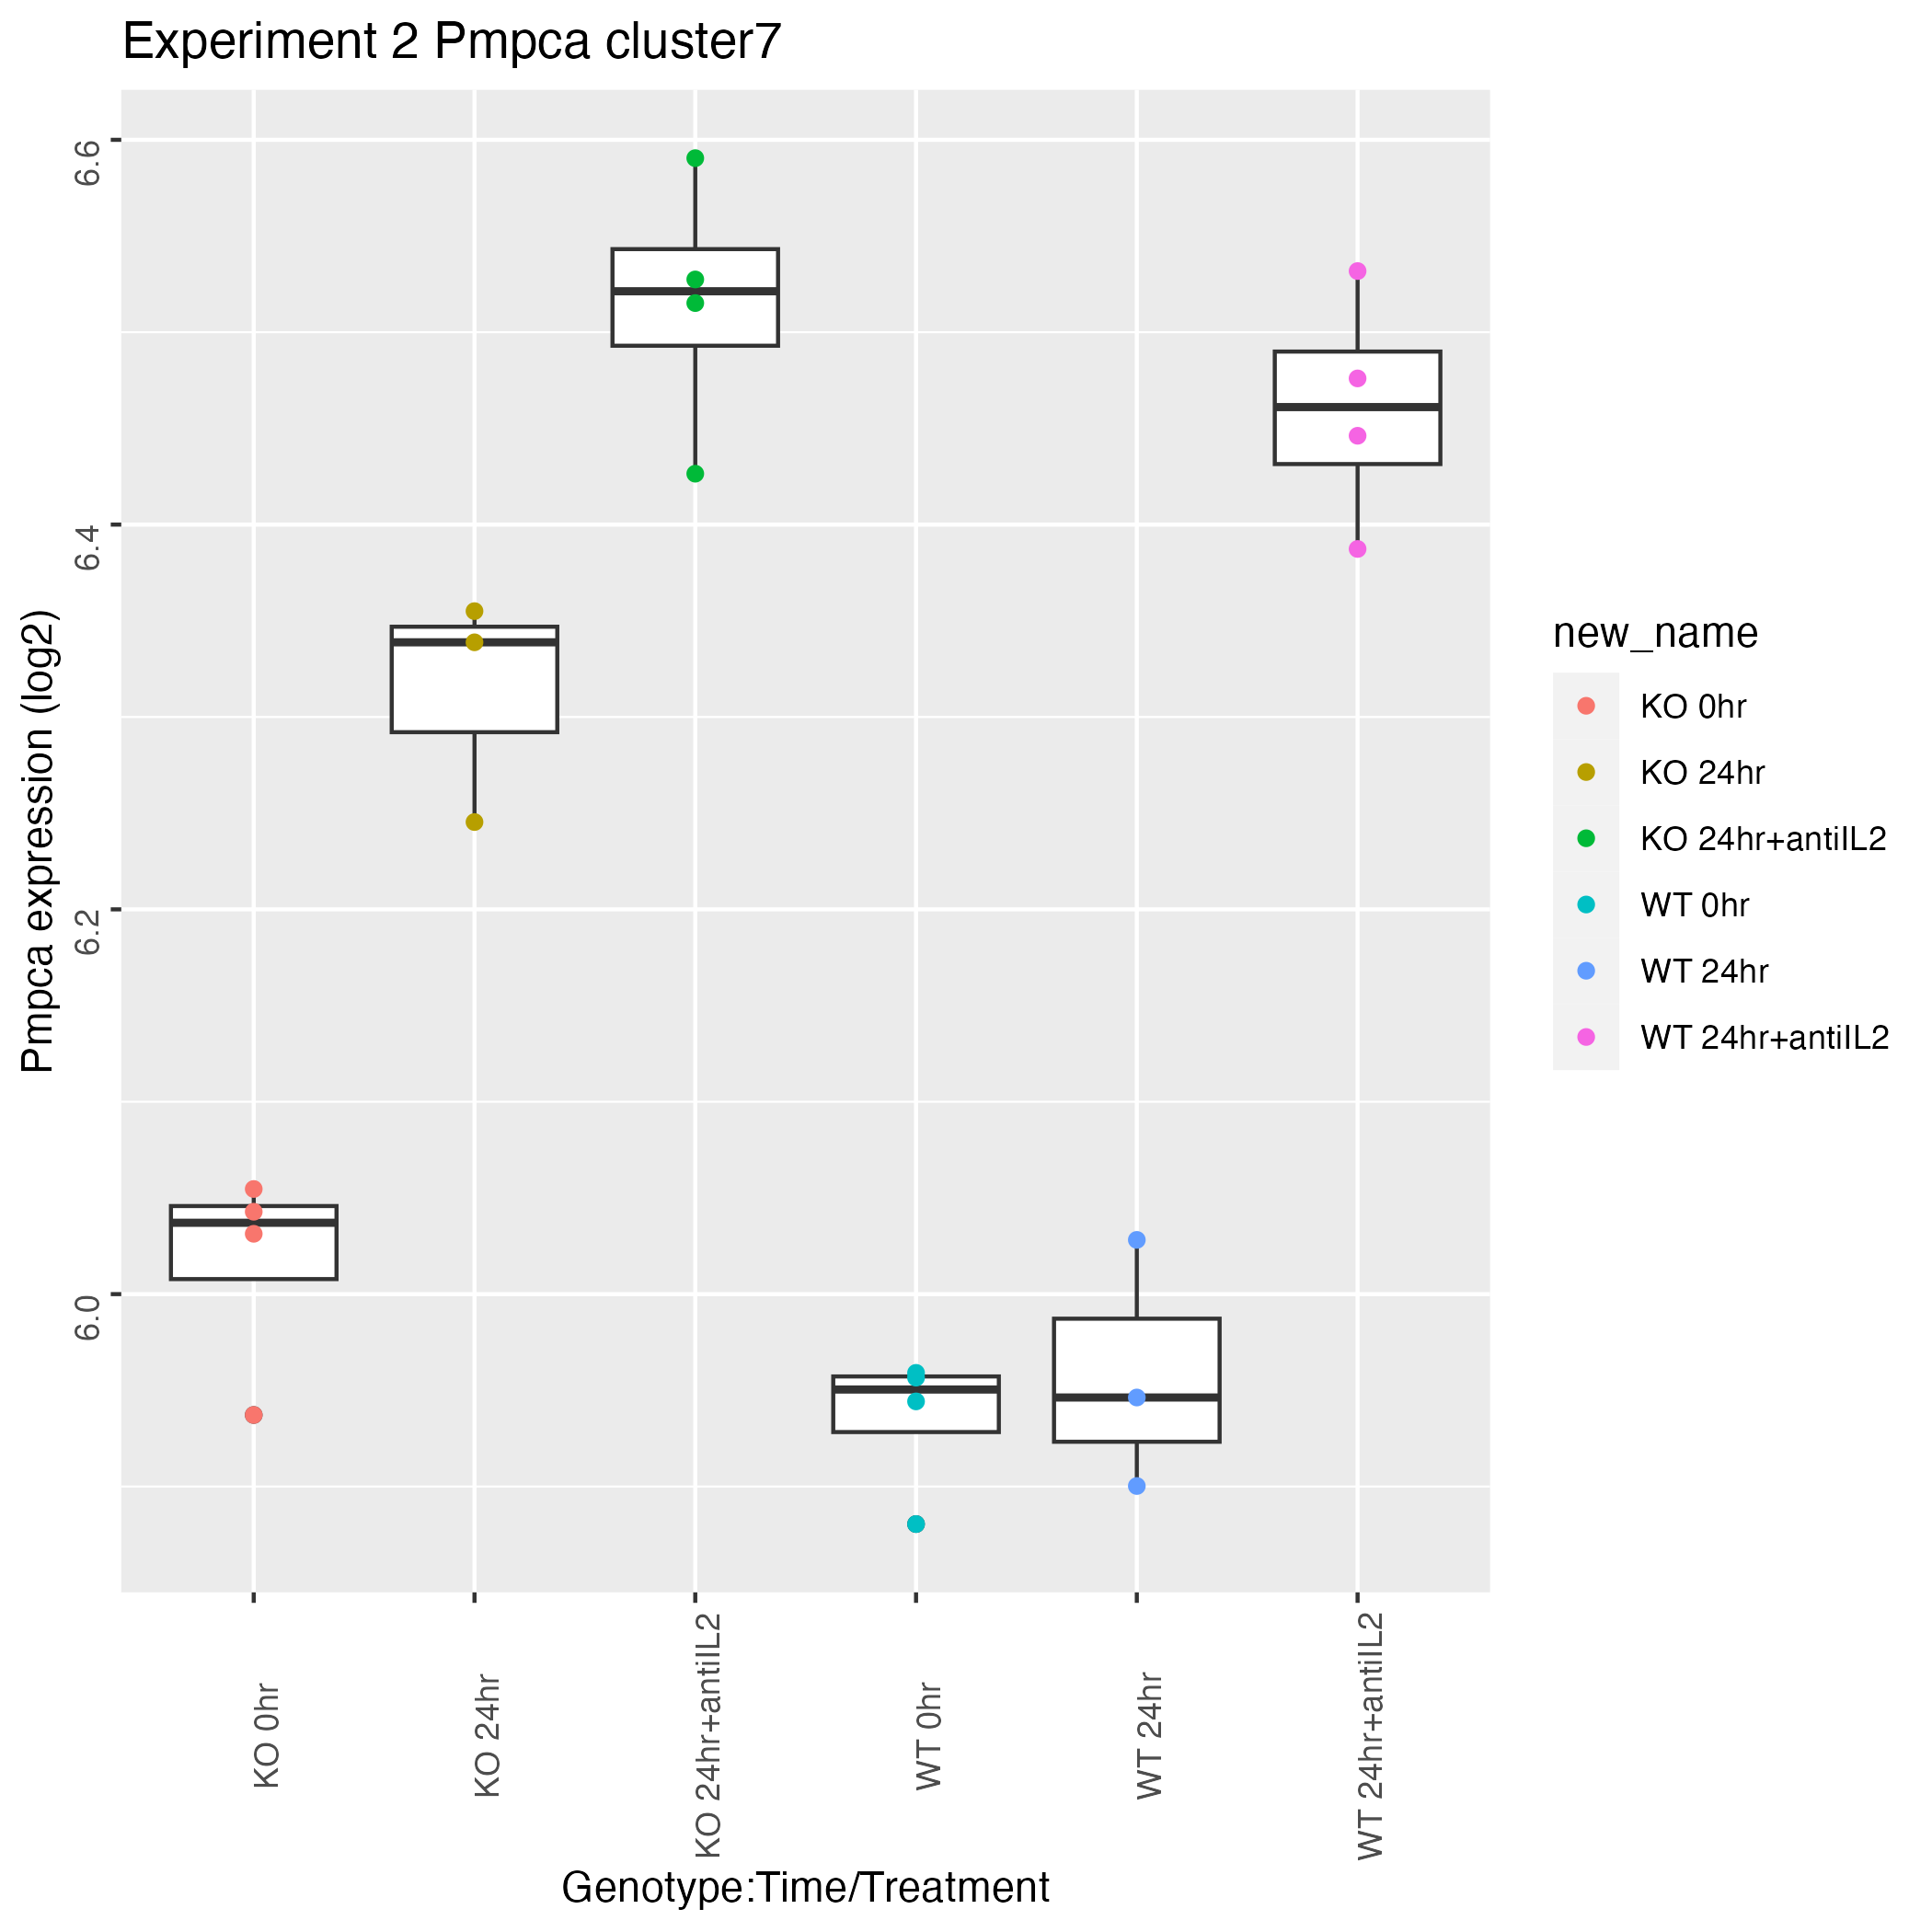 Experiment 2 Pmpca cluster7
Pmpca expression (log2)
6.6
6.4
6.2
6.0
KO 0hr
KO 24hr
KO 24hr+antiIL2
WT 0hr
WT 24hr
WT 24hr+antiIL2
Genotype:Time/Treatment
new_name
KO 0hr
KO 24hr
KO 24hr+antiIL2
WT 0hr
WT 24hr
WT 24hr+antiIL2